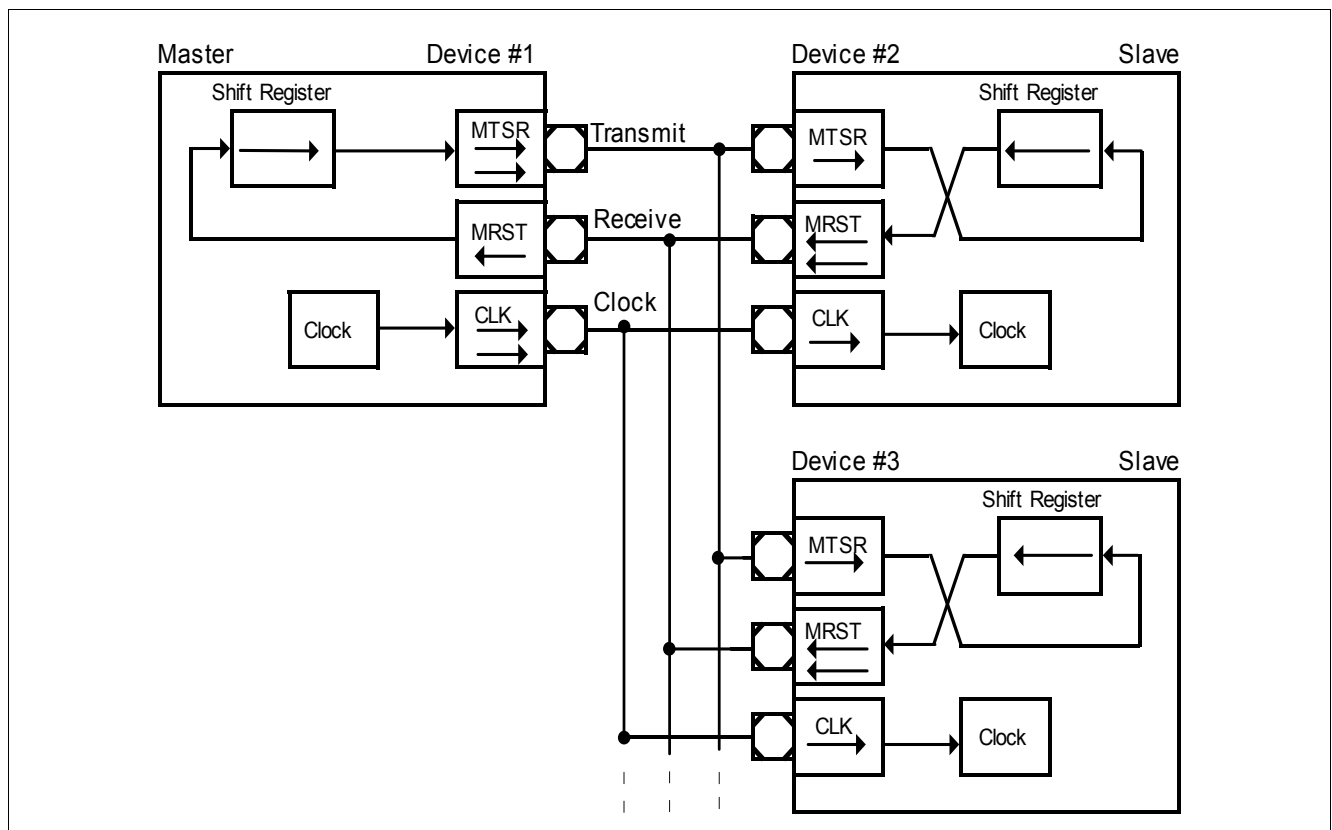 Master Device #1
Shift Register
MTSR
Transmit
MRST
Receive
Clock
CLK
Clock
Device #2 Slave
Shift Register
MTSR
MRST
CLK
Clock
Device #3 Slave
Shift Register
MTSR
MRST
CLK
Clock